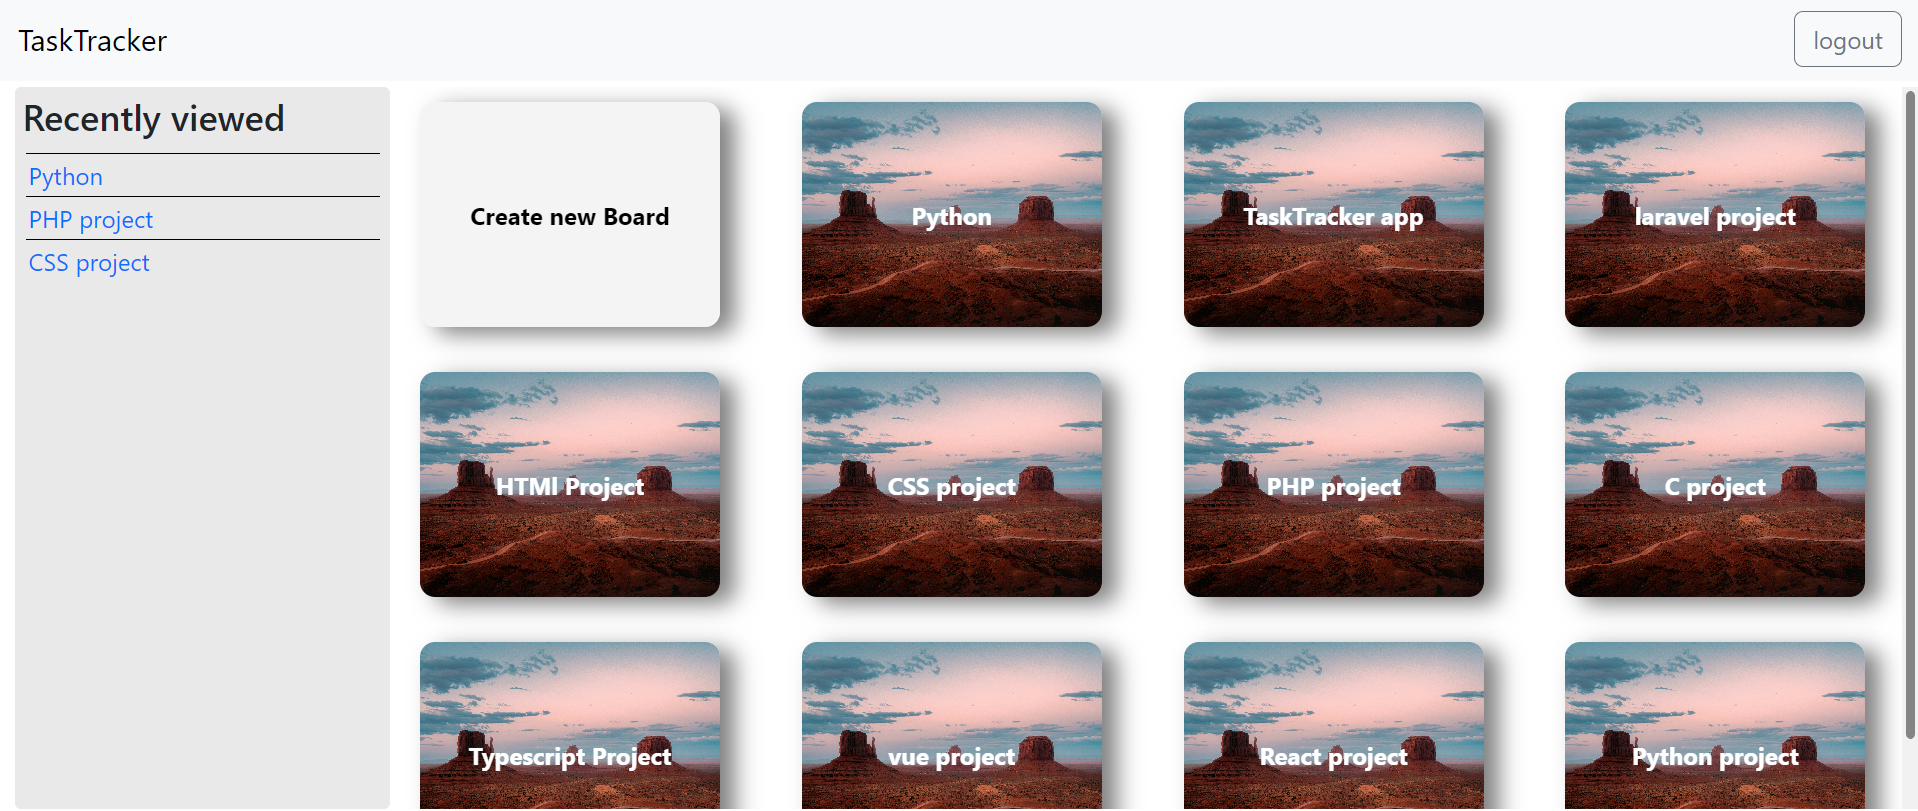 TaskTracker
logout
Recently viewed
Python
PHP project
CSS project
Create new Board
Python
TaskTracker app
laravel project
HTMl Project
CSS project
PHP project
C project
Typescript Project
vue project
React project
Python project